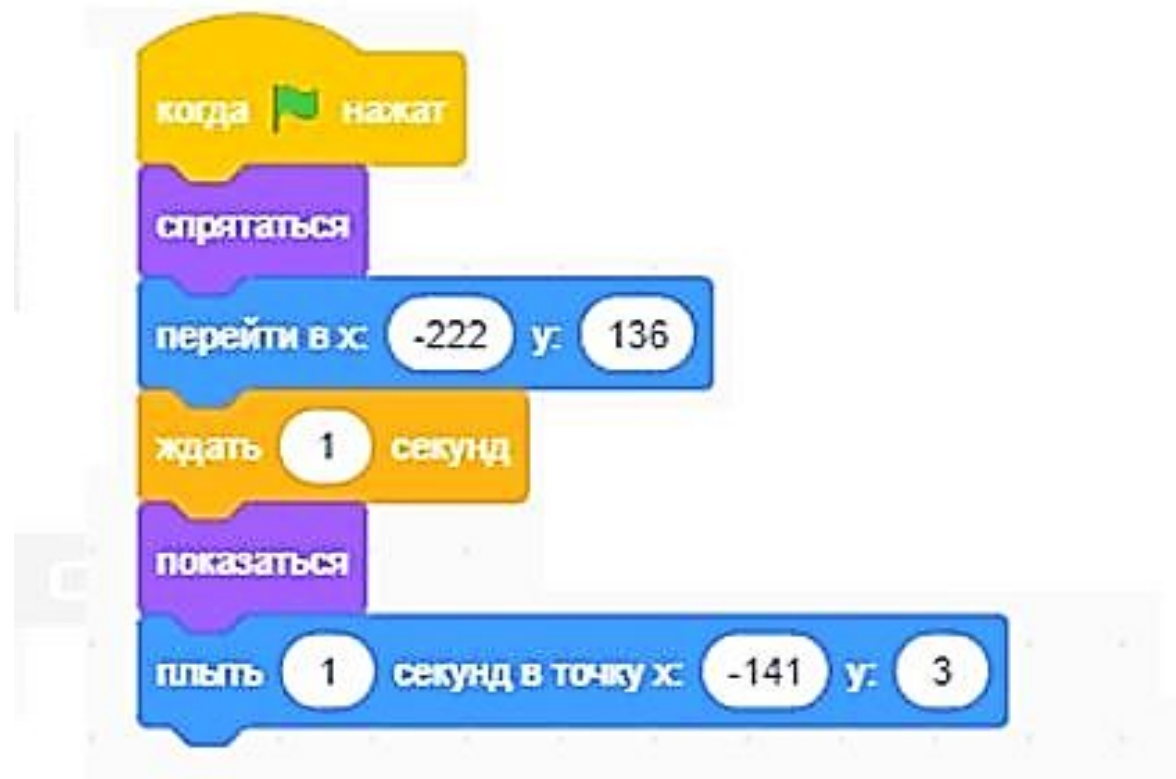 когда нажат
спрятаться
перейти в x: -222 y: 136
ждать 1 секунд
показаться
плыть 1 секунд в точку x: -141 y: 3